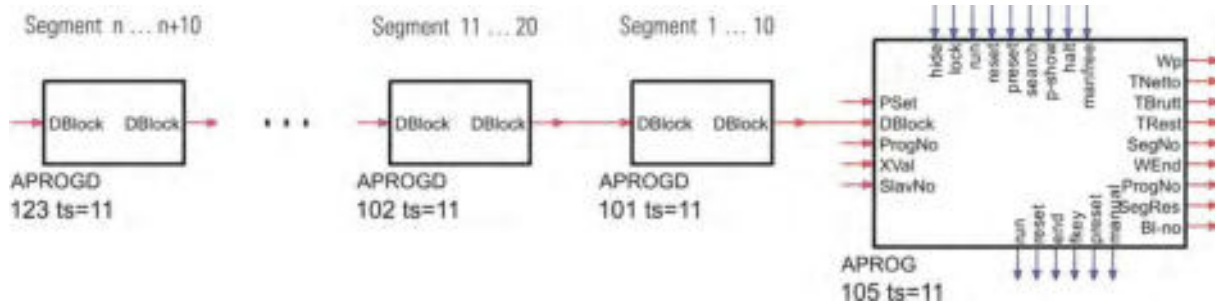 Segment n ... n+10
Segment 11 ... 20
Segment 1 ... 10
DBlock DBlock
APROGD
123 ts=11
DBlock DBlock
APROGD
102 ts=11
DBlock DBlock
APROGD
101 ts=11
hide
lock
run
reset
preset
search
p-show
halt
manfree
PSet
DBlock
ProgNo
XVal
SlavNo
Wp
TNetto
TBrutt
TRest
SegNo
WEnd
ProgNo
SegRes
Bl-no
run
reset
end
fkey
preset
manual
APROG
105 ts=11